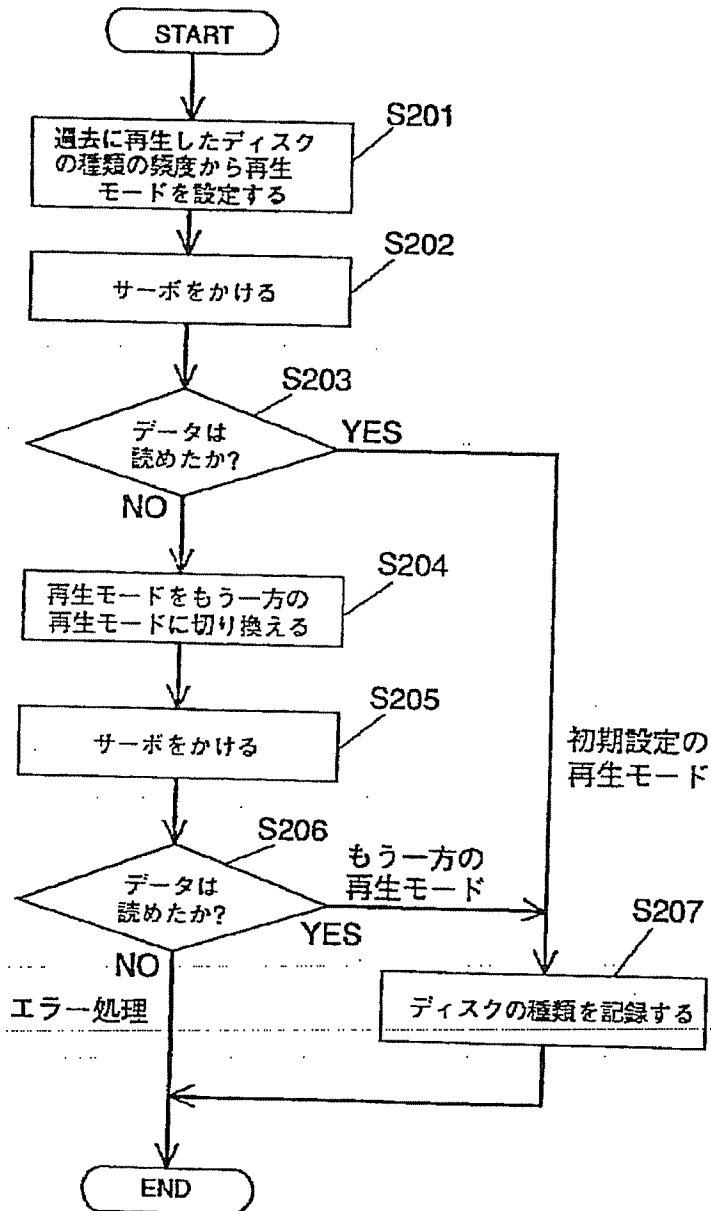 START
S201
過去に再生したディスク
の種類の頻度から再生
モードを設定する
S202
サーボをかける
S203
データは
読めたか?
YES
NO
S204
再生モードをもう一方の
再生モードに切り換える
S205
サーボをかける
初期設定の
再生モード
S206
データは
読めたか?
もう一方の
再生モード
YES
NO
エラー処理
S207
ディスクの種類を記録する
END